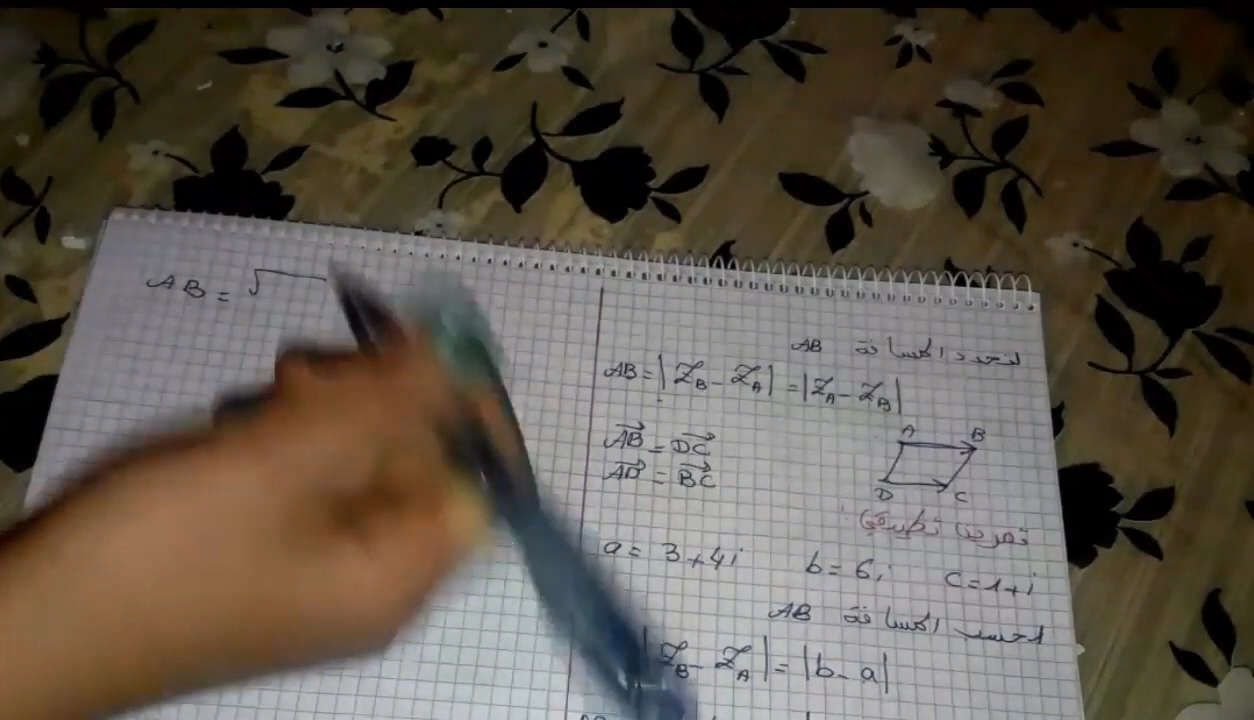 AB = √
لتحديد المسافة AB
AB = |Z_B - Z_A| = |Z_A - Z_B|
A B
D C
→AB = →DC
→AD = →BC
تمرين تطبيقي
a = 3 + 4i b = 6i c = 1 + i
احسب المسافة AB
|Z_B - Z_A| = |b - a|